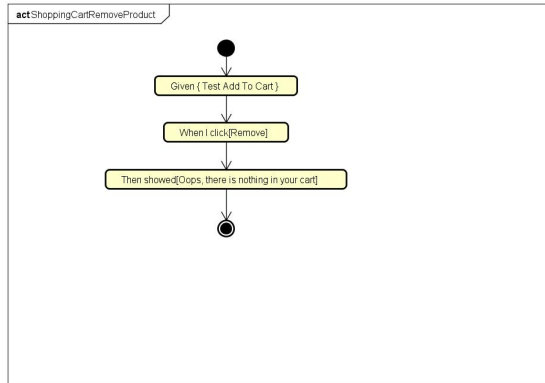 act ShoppingCartRemoveProduct
Given { Test Add To Cart }
When I click[Remove]
Then showed[Oops, there is nothing in your cart]